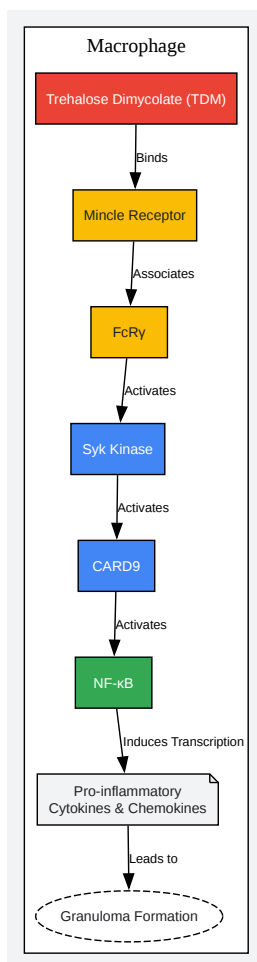 Macrophage
Trehalose Dimycolate (TDM)
Binds
Mincle Receptor
Associates
FcRγ
Activates
Syk Kinase
Activates
CARD9
Activates
NF-κB
Induces Transcription
Pro-inflammatory
Cytokines & Chemokines
Leads to
Granuloma Formation